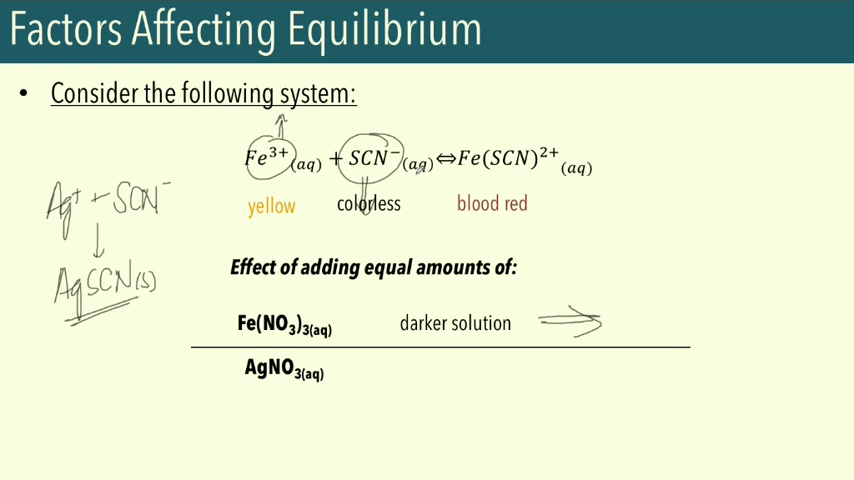 Factors Affecting Equilibrium
• Consider the following system:
Fe³⁺(aq) + SCN⁻(aq) ⇔ Fe(SCN)²⁺(aq)
yellow colorless blood red
Ag⁺ + SCN⁻
↓
AgSCN(s)
Effect of adding equal amounts of:
Fe(NO₃)₃(aq) darker solution ⇒
AgNO₃(aq)